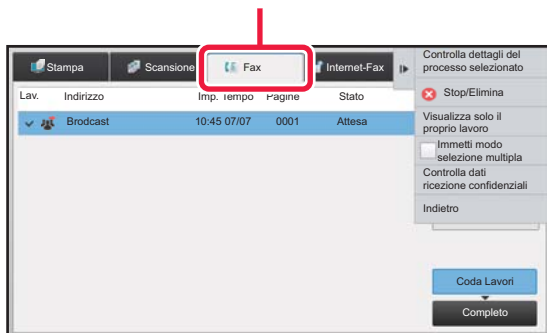 Stampa
Scansione
Fax
Internet-Fax
Lav.
Indirizzo
Imp. Tempo
Pagine
Stato
Brodcast
10:45 07/07
0001
Attesa
Controlla dettagli del
processo selezionato
Stop/Elimina
Visualizza solo il
proprio lavoro
Immetti modo
selezione multipla
Controlla dati
ricezione confidenziali
Indietro
Coda Lavori
Completo